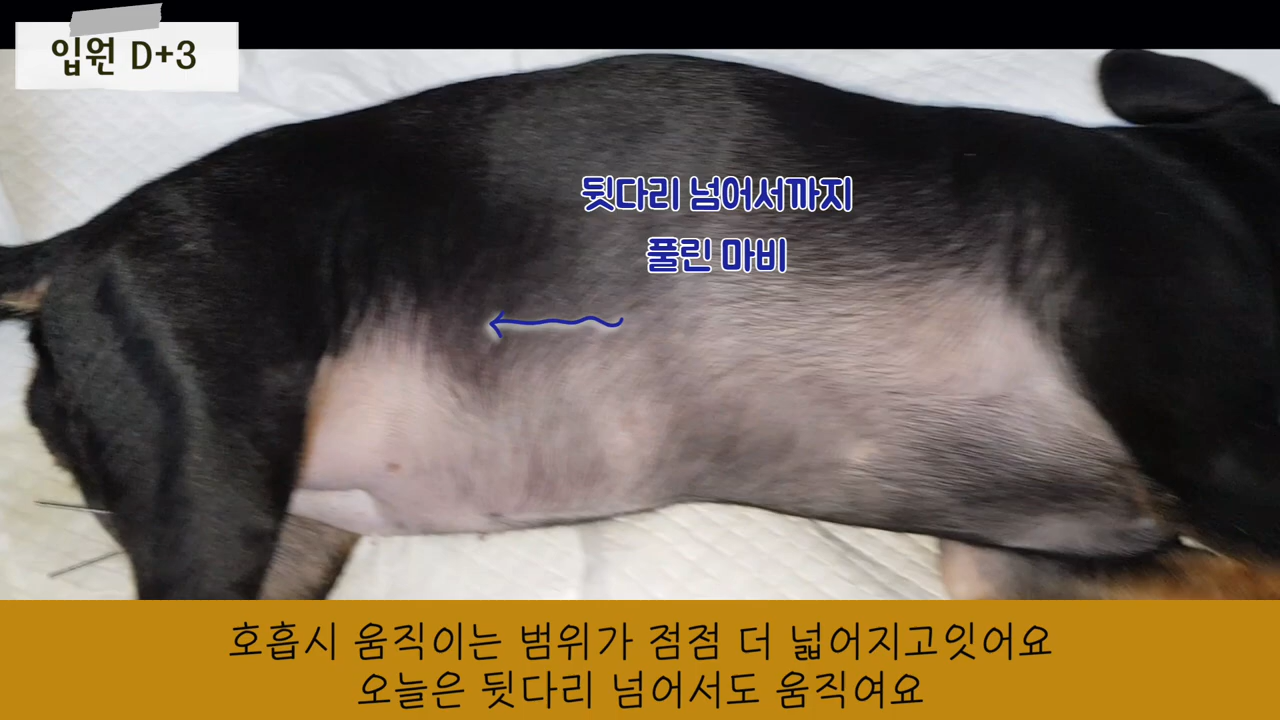 입원 D+3
뒷다리 넘어서까지
풀린 마비
호흡시 움직이는 범위가 점점 더 넓어지고잇어요
오늘은 뒷다리 넘어서도 움직여요